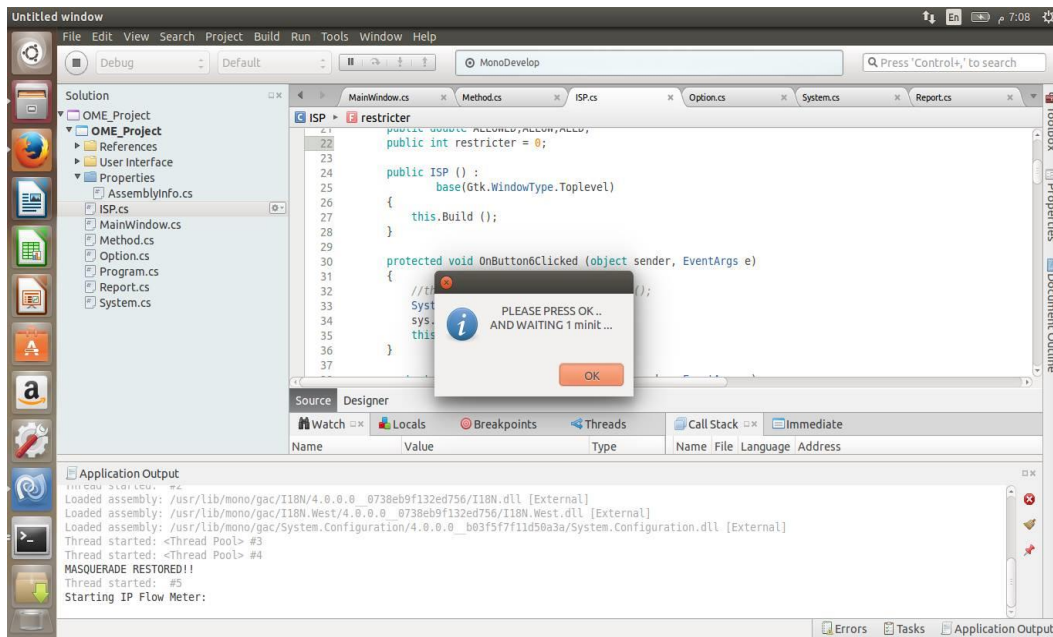 Untitled window
En
م 7:08
File Edit View Search Project Build Run Tools Window Help
Debug
Default
MonoDevelop
Press 'Control+,' to search
Solution
OME_Project
OME_Project
References
User Interface
Properties
AssemblyInfo.cs
ISP.cs
MainWindow.cs
Method.cs
Option.cs
Program.cs
Report.cs
System.cs
MainWindow.cs
Method.cs
ISP.cs
Option.cs
System.cs
Report.cs
ISP
restricter
21 public double ALLOWED,ALLOW,ALLD;
22 public int restricter = 0;
23
24 public ISP () :
25 base(Gtk.WindowType.Toplevel)
26 {
27 this.Build ();
28 }
29
30 protected void OnButton6Clicked (object sender, EventArgs e)
31 {
32 //th ();
33 Syst
34 sys.
35 this
36 }
37
PLEASE PRESS OK ..
AND WAITING 1 minit ...
OK
Source Designer
Watch
Locals
Breakpoints
Threads
Call Stack
Immediate
Name Value Type
Name File Language Address
Toolbox
Properties
Document Outline
Application Output
Thread started: #2
Loaded assembly: /usr/lib/mono/gac/I18N/4.0.0.0__0738eb9f132ed756/I18N.dll [External]
Loaded assembly: /usr/lib/mono/gac/I18N.West/4.0.0.0__0738eb9f132ed756/I18N.West.dll [External]
Loaded assembly: /usr/lib/mono/gac/System.Configuration/4.0.0.0__b03f5f7f11d50a3a/System.Configuration.dll [External]
Thread started: <Thread Pool> #3
Thread started: <Thread Pool> #4
MASQUERADE RESTORED!!
Thread started: #5
Starting IP Flow Meter:
Errors
Tasks
Application Output